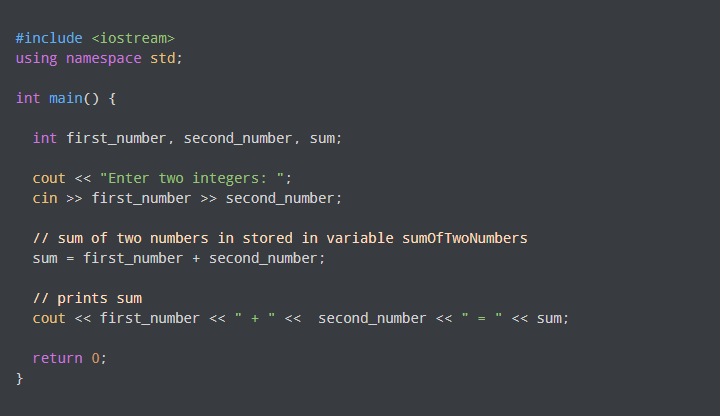 #include <iostream>
using namespace std;
int main() {
int first_number, second_number, sum;
cout << "Enter two integers: ";
cin >> first_number >> second_number;
// sum of two numbers in stored in variable sumOfTwoNumbers
sum = first_number + second_number;
// prints sum
cout << first_number << " + " <<  second_number << " = " << sum;
return 0;
}